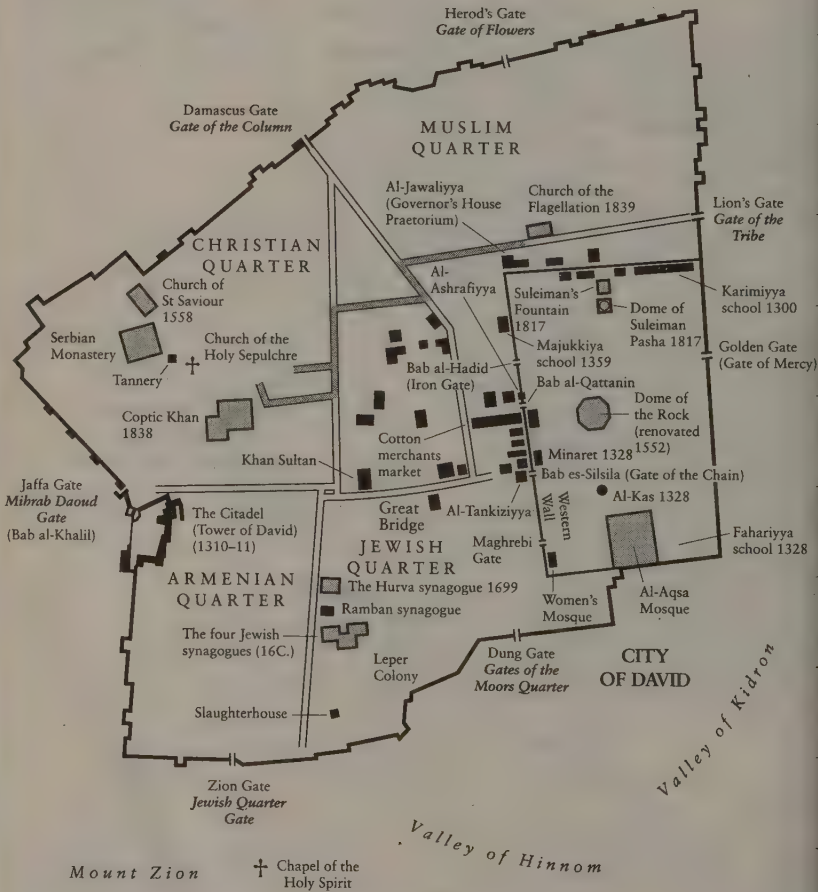 Herod's Gate
Gate of Flowers
Damascus Gate
Gate of the Column
MUSLIM
QUARTER
Al-Jawaliyya
(Governor's House
Praetorium)
Church of the
Flagellation 1839
Lion's Gate
Gate of the
Tribe
CHRISTIAN
QUARTER
Al-
Ashrafiyya
Church of
St Saviour
1558
Suleiman's
Fountain
1817
Dome of
Suleiman
Pasha 1817
Karimiyya
school 1300
Serbian
Monastery
Church of the
Holy Sepulchre
Tannery
Majukkiya
school 1359
Golden Gate
(Gate of Mercy)
Bab al-Hadid
(Iron Gate)
Bab al-Qattanin
Coptic Khan
1838
Dome of
the Rock
(renovated
1552)
Cotton
merchants
market
Minaret 1328
Khan Sultan
Bab es-Silsila (Gate of the Chain)
Al-Kas 1328
Jaffa Gate
Mihrab Daoud
Gate
(Bab al-Khalil)
The Citadel
(Tower of David)
(1310–11)
Great
Bridge
Al-Tankiziyya
Western
Wall
Fahariyya
school 1328
JEWISH
QUARTER
Maghrebi
Gate
ARMENIAN
QUARTER
The Hurva synagogue 1699
Ramban synagogue
Women's
Mosque
Al-Aqsa
Mosque
The four Jewish
synagogues (16C.)
Leper
Colony
Dung Gate
Gates of the
Moors Quarter
CITY
OF DAVID
Slaughterhouse
Valley of Kidron
Zion Gate
Jewish Quarter
Gate
Valley of Hinnom
Mount Zion
Chapel of the
Holy Spirit